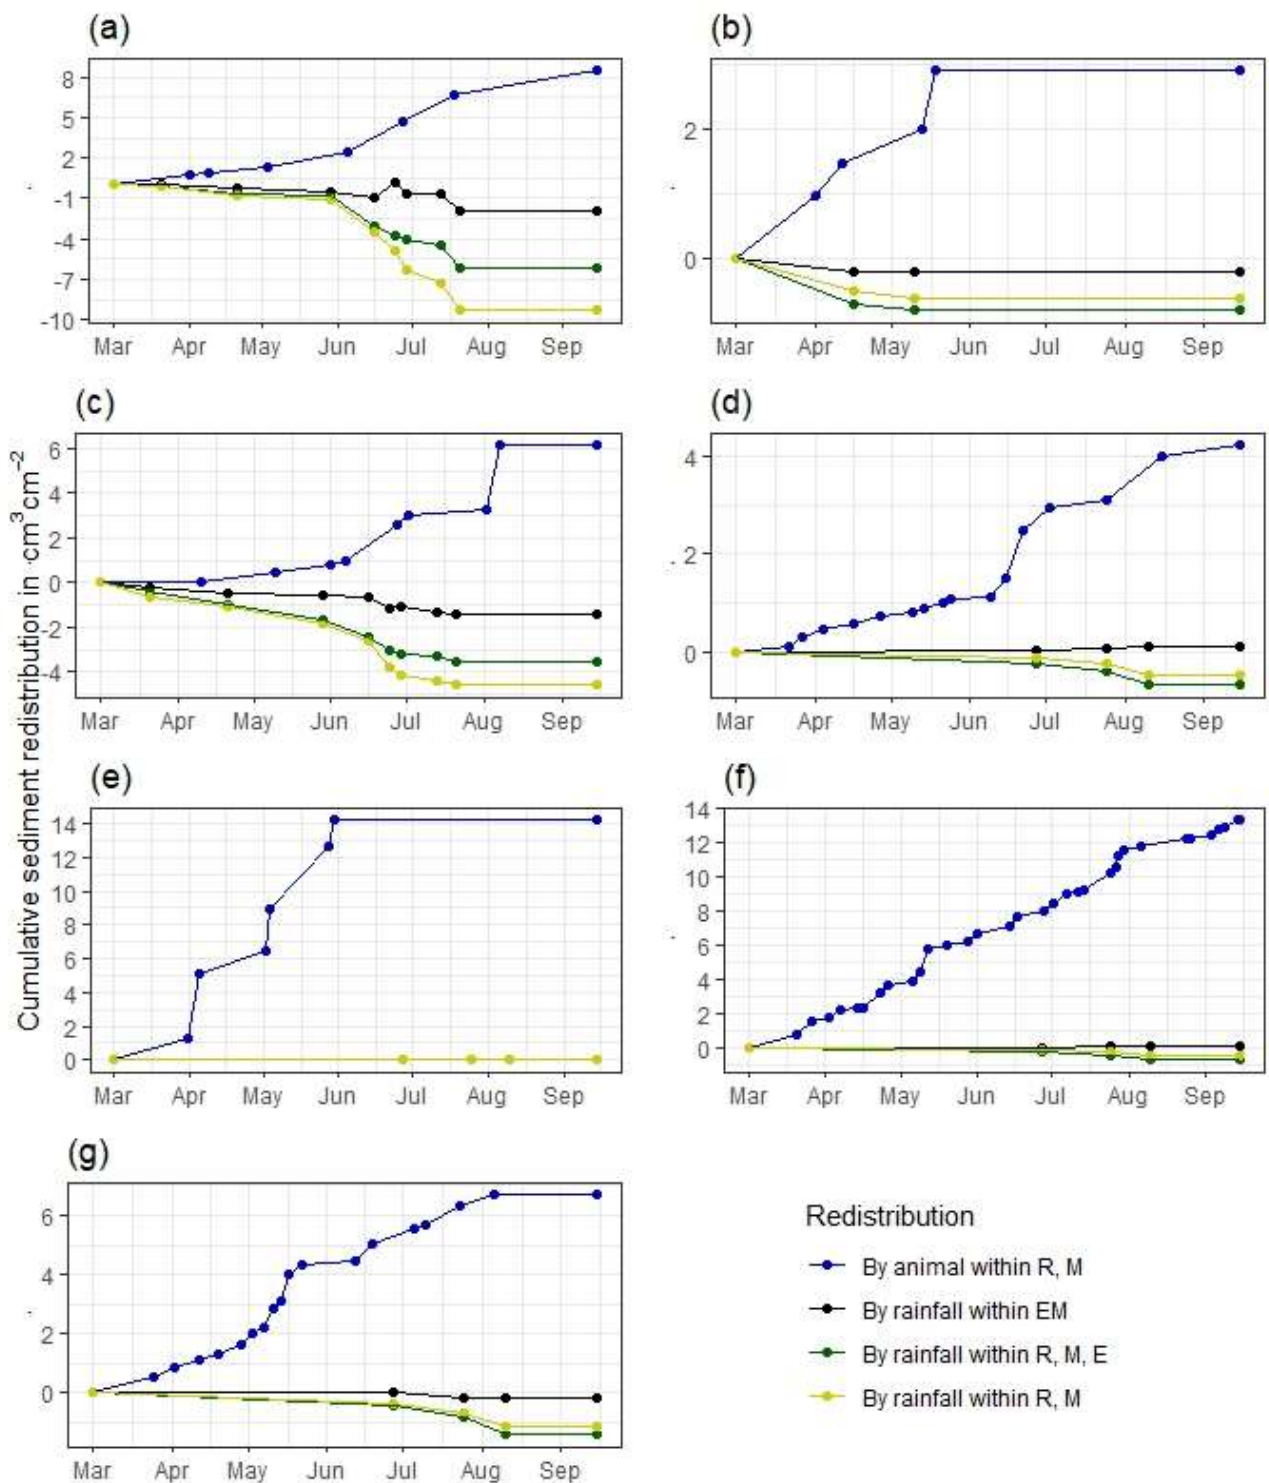 (a)
8
5
2
-1
-4
-7
-10
Mar Apr May Jun Jul Aug Sep
(b)
2
0
Mar Apr May Jun Jul Aug Sep
Cumulative sediment redistribution in ·cm³ cm⁻²
(c)
6
4
2
0
-2
-4
Mar Apr May Jun Jul Aug Sep
(d)
4
2
0
Mar Apr May Jun Jul Aug Sep
(e)
14
12
10
8
6
4
2
0
Mar Apr May Jun Jul Aug Sep
(f)
14
12
10
8
6
4
2
0
Mar Apr May Jun Jul Aug Sep
(g)
6
4
2
0
Mar Apr May Jun Jul Aug Sep
Redistribution
By animal within R, M
By rainfall within EM
By rainfall within R, M, E
By rainfall within R, M